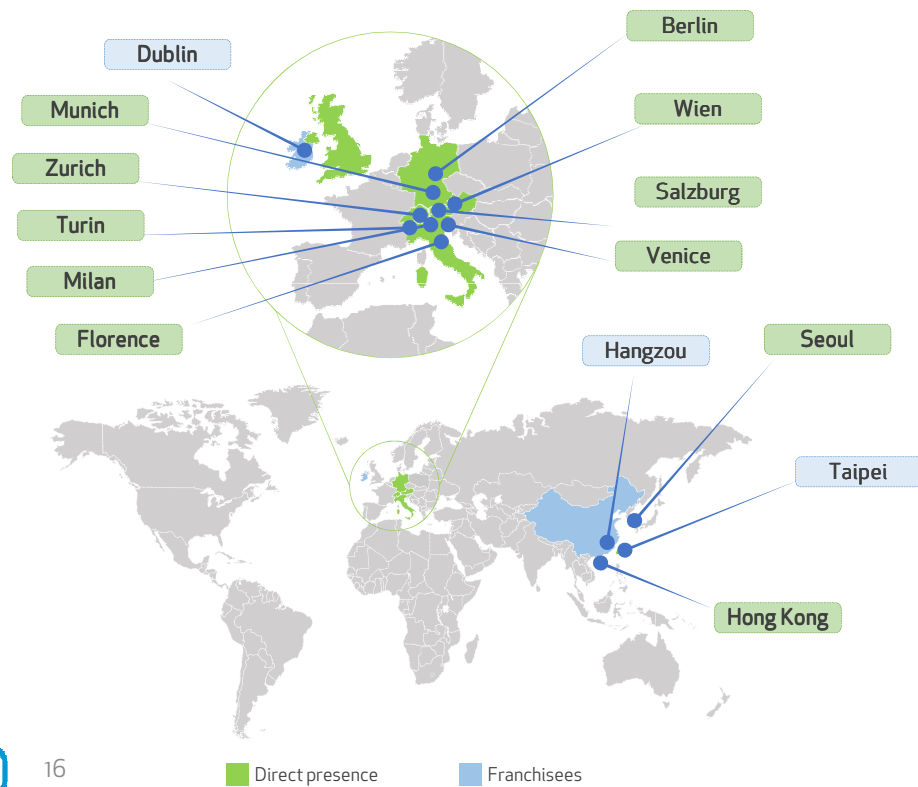 Berlin
Dublin
Munich
Wien
Zurich
Salzburg
Turin
Venice
Milan
Florence
Hangzou
Seoul
Taipei
Hong Kong
16
Direct presence
Franchisees